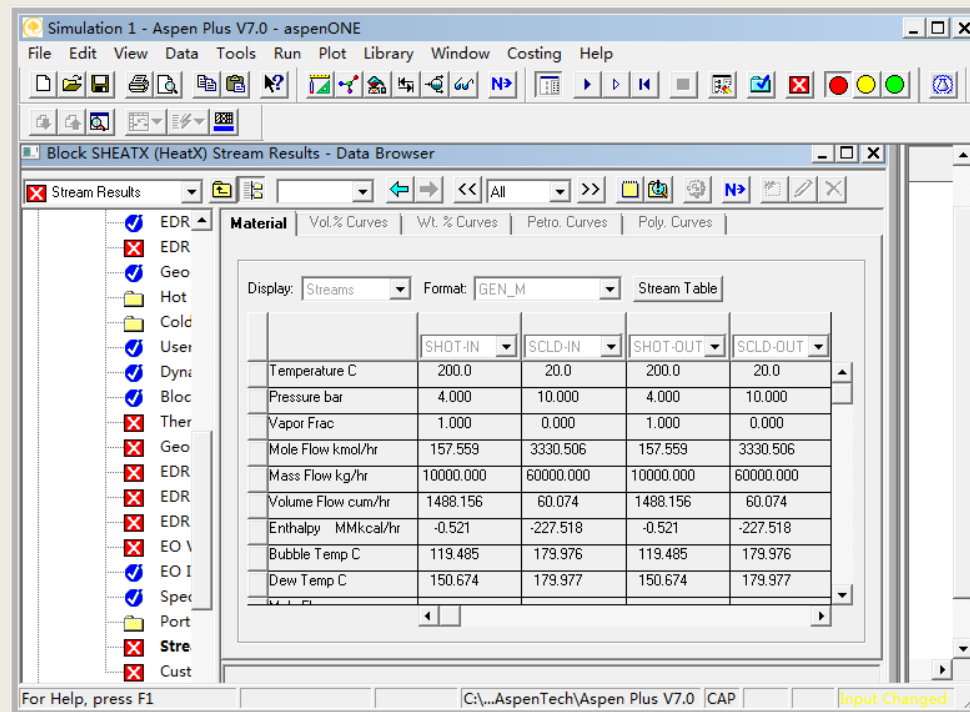 Simulation 1 - Aspen Plus V7.0 - aspenONE
File Edit View Data Tools Run Plot Library Window Costing Help
N→
Block SHEATX (HeatX) Stream Results - Data Browser
Stream Results << All >> N→
EDR
EDR
Geo
Hot
Cold
User
Dyna
Bloc
Ther
Geo
EDR
EDR
EDR
EO V
EO I
Spec
Port
Stre
Cust
Material Vol.% Curves Wt. % Curves Petro. Curves Poly. Curves
Display: Streams Format: GEN_M Stream Table
SHOT-IN SCLD-IN SHOT-OUT SCLD-OUT
Temperature C 200.0 20.0 200.0 20.0
Pressure bar 4.000 10.000 4.000 10.000
Vapor Frac 1.000 0.000 1.000 0.000
Mole Flow kmol/hr 157.559 3330.506 157.559 3330.506
Mass Flow kg/hr 10000.000 60000.000 10000.000 60000.000
Volume Flow cum/hr 1488.156 60.074 1488.156 60.074
Enthalpy MMkcal/hr -0.521 -227.518 -0.521 -227.518
Bubble Temp C 119.485 179.976 119.485 179.976
Dew Temp C 150.674 179.977 150.674 179.977
For Help, press F1 C:\...AspenTech\Aspen Plus V7.0 CAP Input Changed